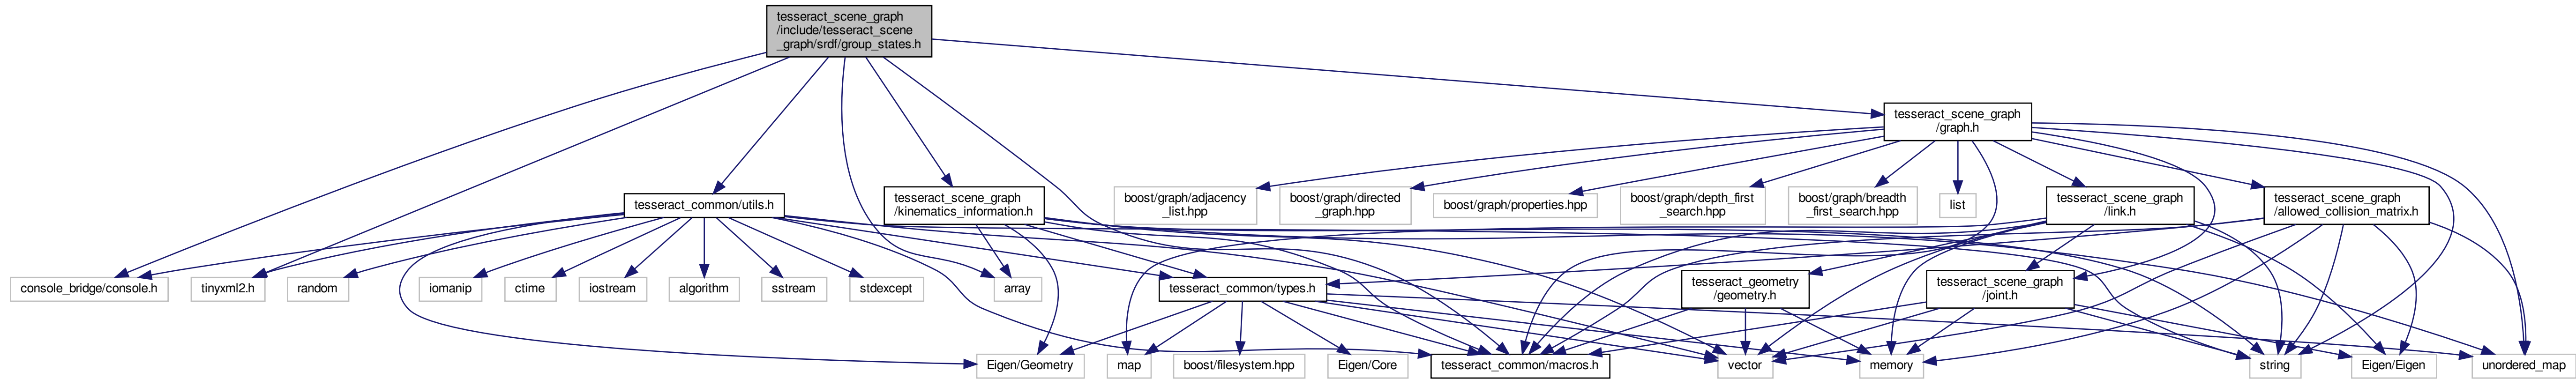 tesseract_scene_graph
/include/tesseract_scene
_graph/srdf/group_states.h
tesseract_scene_graph
/graph.h
tesseract_common/utils.h
tesseract_scene_graph
/kinematics_information.h
boost/graph/adjacency
_list.hpp
boost/graph/directed
_graph.hpp
boost/graph/properties.hpp
boost/graph/depth_first
_search.hpp
boost/graph/breadth
_first_search.hpp
list
tesseract_scene_graph
/link.h
tesseract_scene_graph
/allowed_collision_matrix.h
console_bridge/console.h
tinyxml2.h
random
iomanip
ctime
iostream
algorithm
sstream
stdexcept
array
tesseract_common/types.h
tesseract_geometry
/geometry.h
tesseract_scene_graph
/joint.h
Eigen/Geometry
map
boost/filesystem.hpp
Eigen/Core
tesseract_common/macros.h
vector
memory
string
Eigen/Eigen
unordered_map